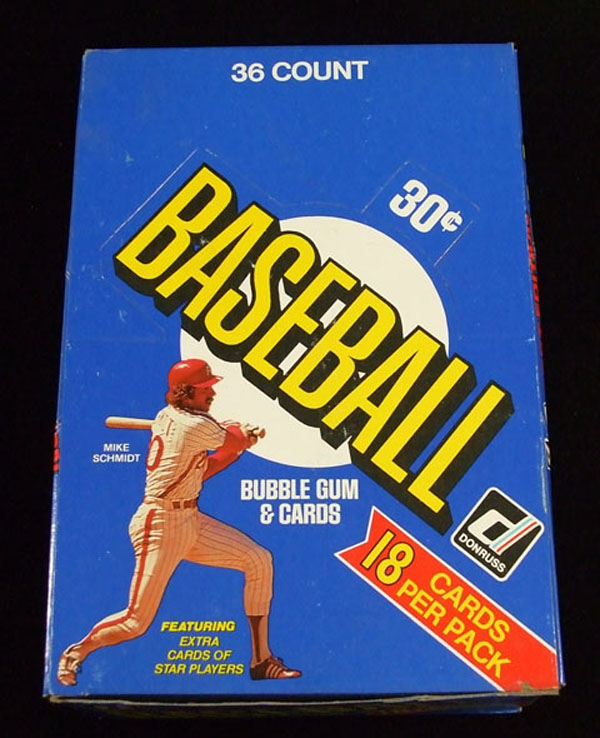 36 COUNT
30¢
BASEBALL
MIKE
SCHMIDT
0
BUBBLE GUM
& CARDS
DONRUSS
18 CARDS
PER PACK
FEATURING
EXTRA
CARDS OF
STAR PLAYERS